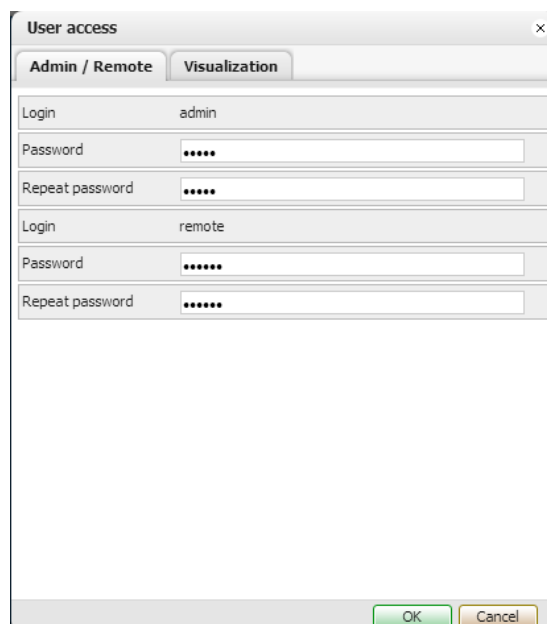 User access
Admin / Remote Visualization
Login admin
Password •••••
Repeat password •••••
Login remote
Password ••••••
Repeat password ••••••
OK Cancel